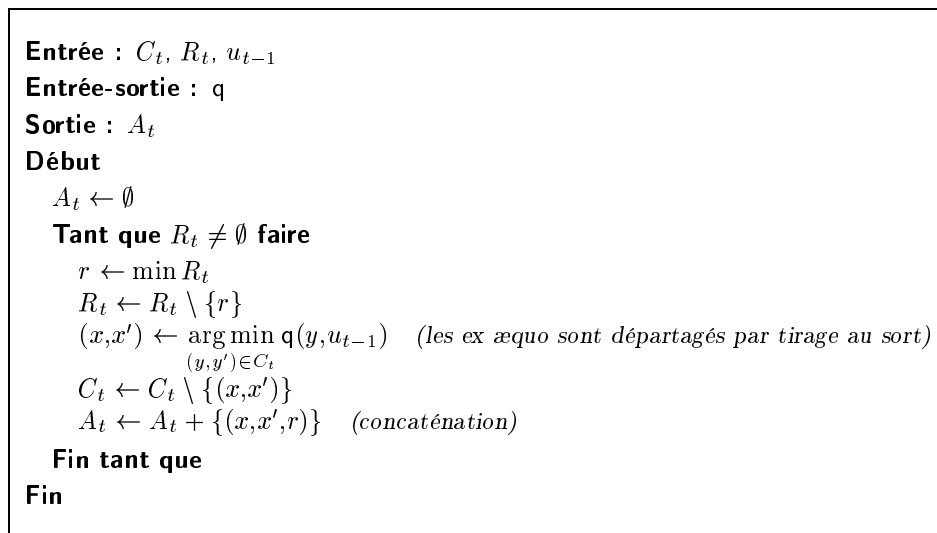 Entrée : C_t, R_t, u_{t−1}
Entrée-sortie : q
Sortie : A_t
Début
A_t ← ∅
Tant que R_t ≠ ∅ faire
r ← min R_t
R_t ← R_t \ {r}
(x,x′) ← arg min q(y,u_{t−1}) (les ex æquo sont départagés par tirage au sort)
(y,y′)∈C_t
C_t ← C_t \ {(x,x′)}
A_t ← A_t + {(x,x′,r)} (concaténation)
Fin tant que
Fin